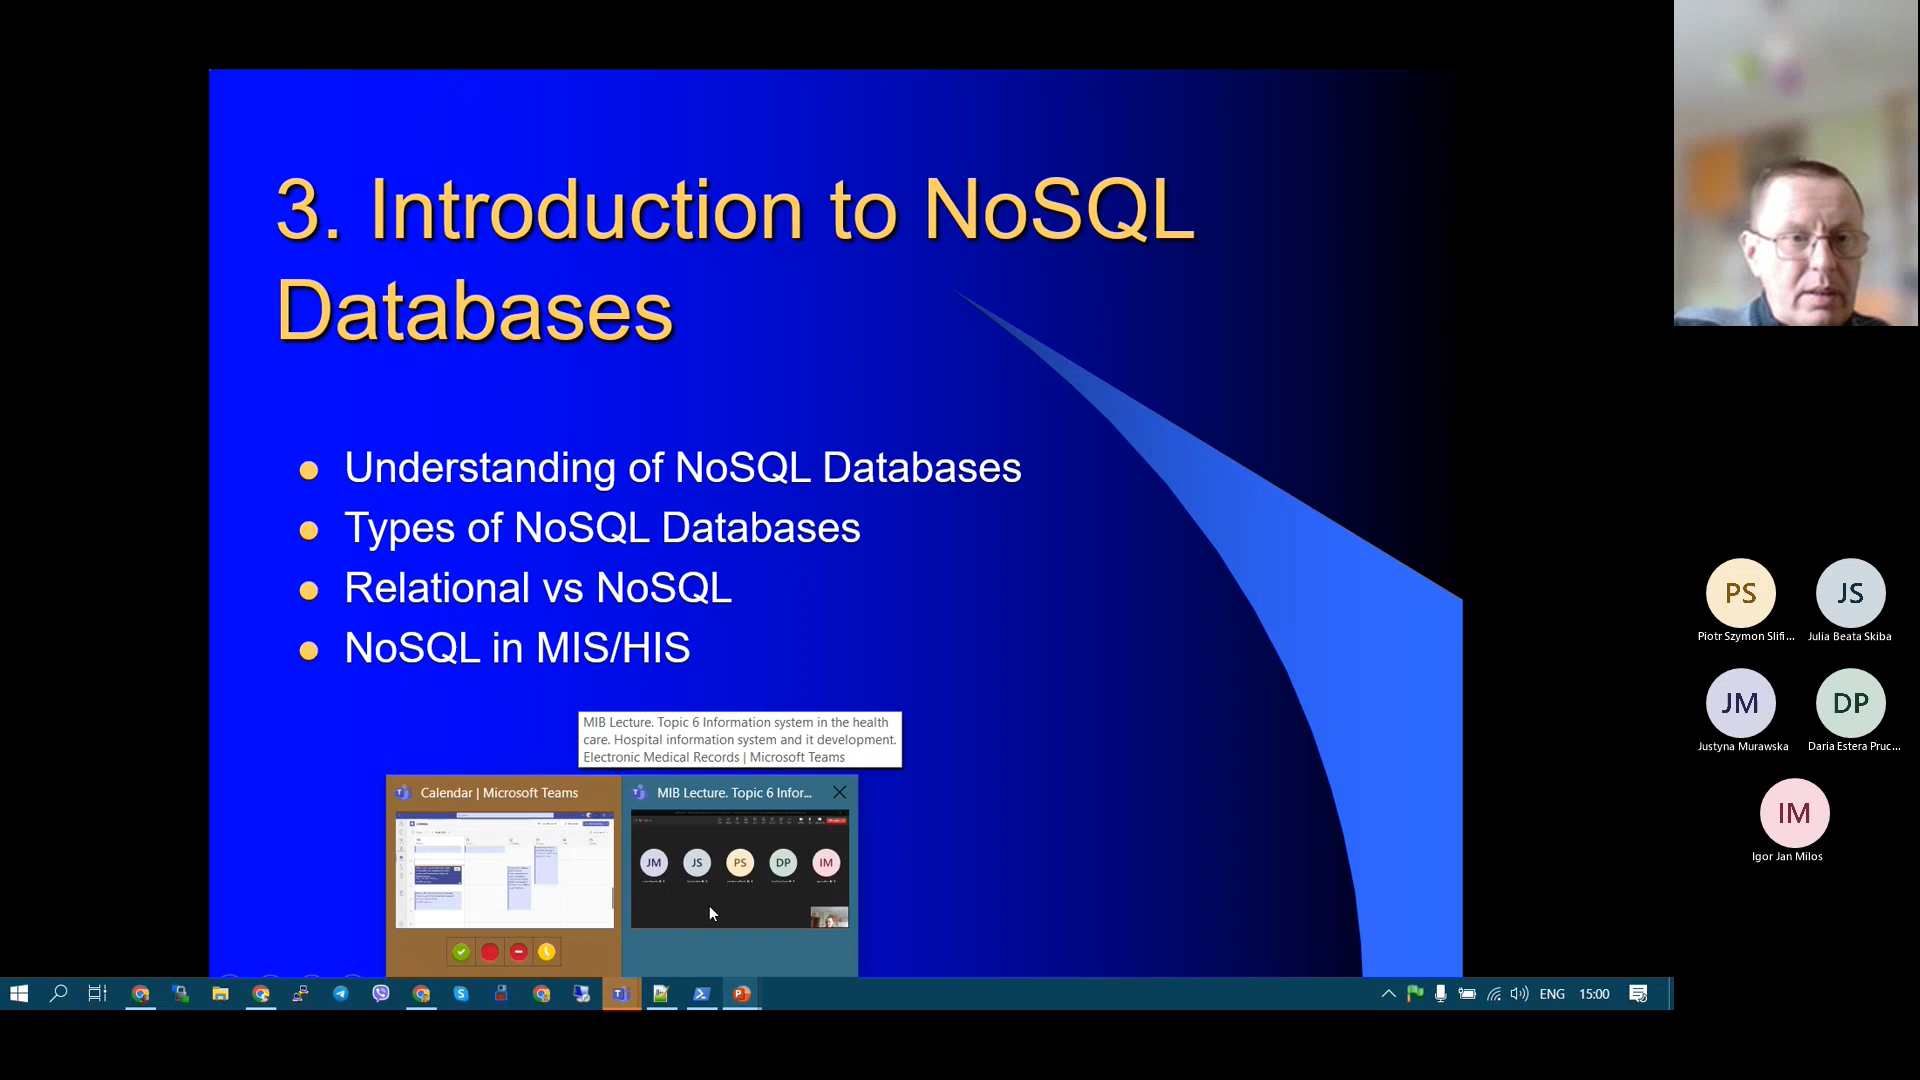 3. Introduction to NoSQL
Databases
Understanding of NoSQL Databases
Types of NoSQL Databases
Relational vs NoSQL
NoSQL in MIS/HIS
MIB Lecture. Topic 6 Information system in the health
care. Hospital information system and it development.
Electronic Medical Records | Microsoft Teams
Calendar | Microsoft Teams
MIB Lecture. Topic 6 Infor...
JM JS PS DP IM
ENG 15:00
PS JS
Piotr Szymon Slifi... Julia Beata Skiba
JM DP
Justyna Murawska Daria Estera Pruc...
IM
Igor Jan Milos